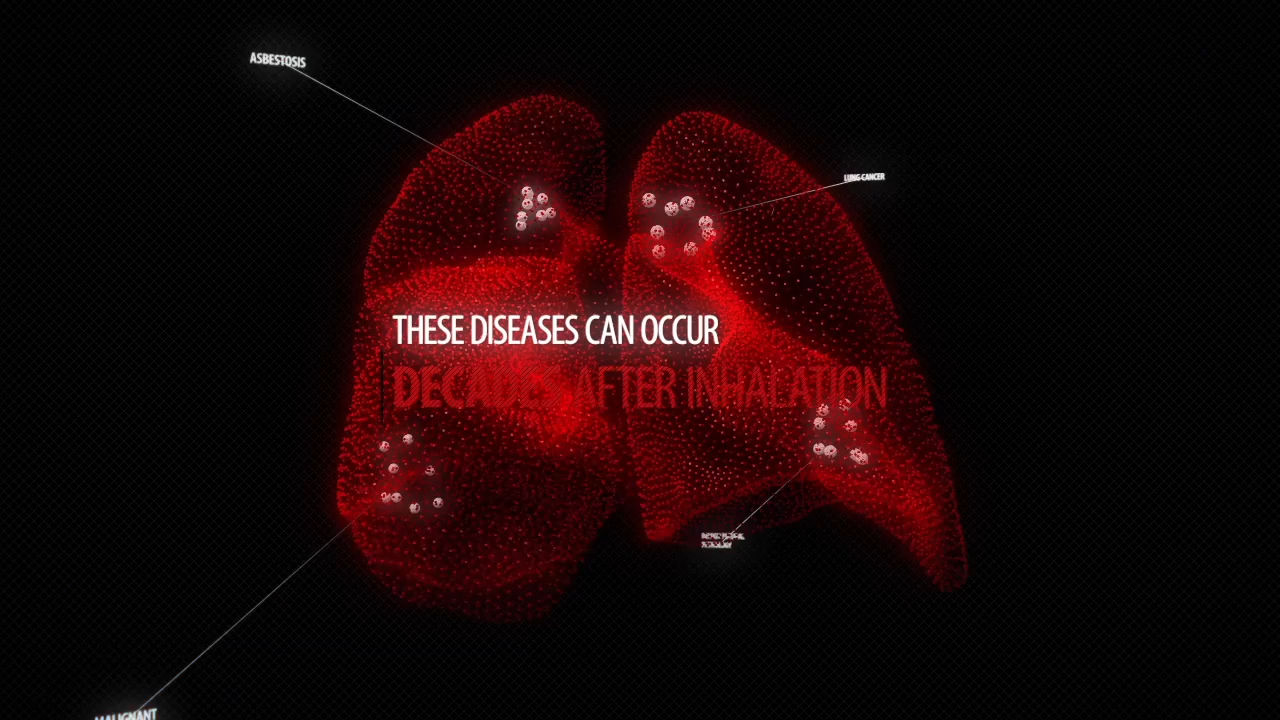 ASBESTOSIS
LUNG CANCER
THESE DISEASES CAN OCCUR
DECADES AFTER INHALATION
MALIGNANT